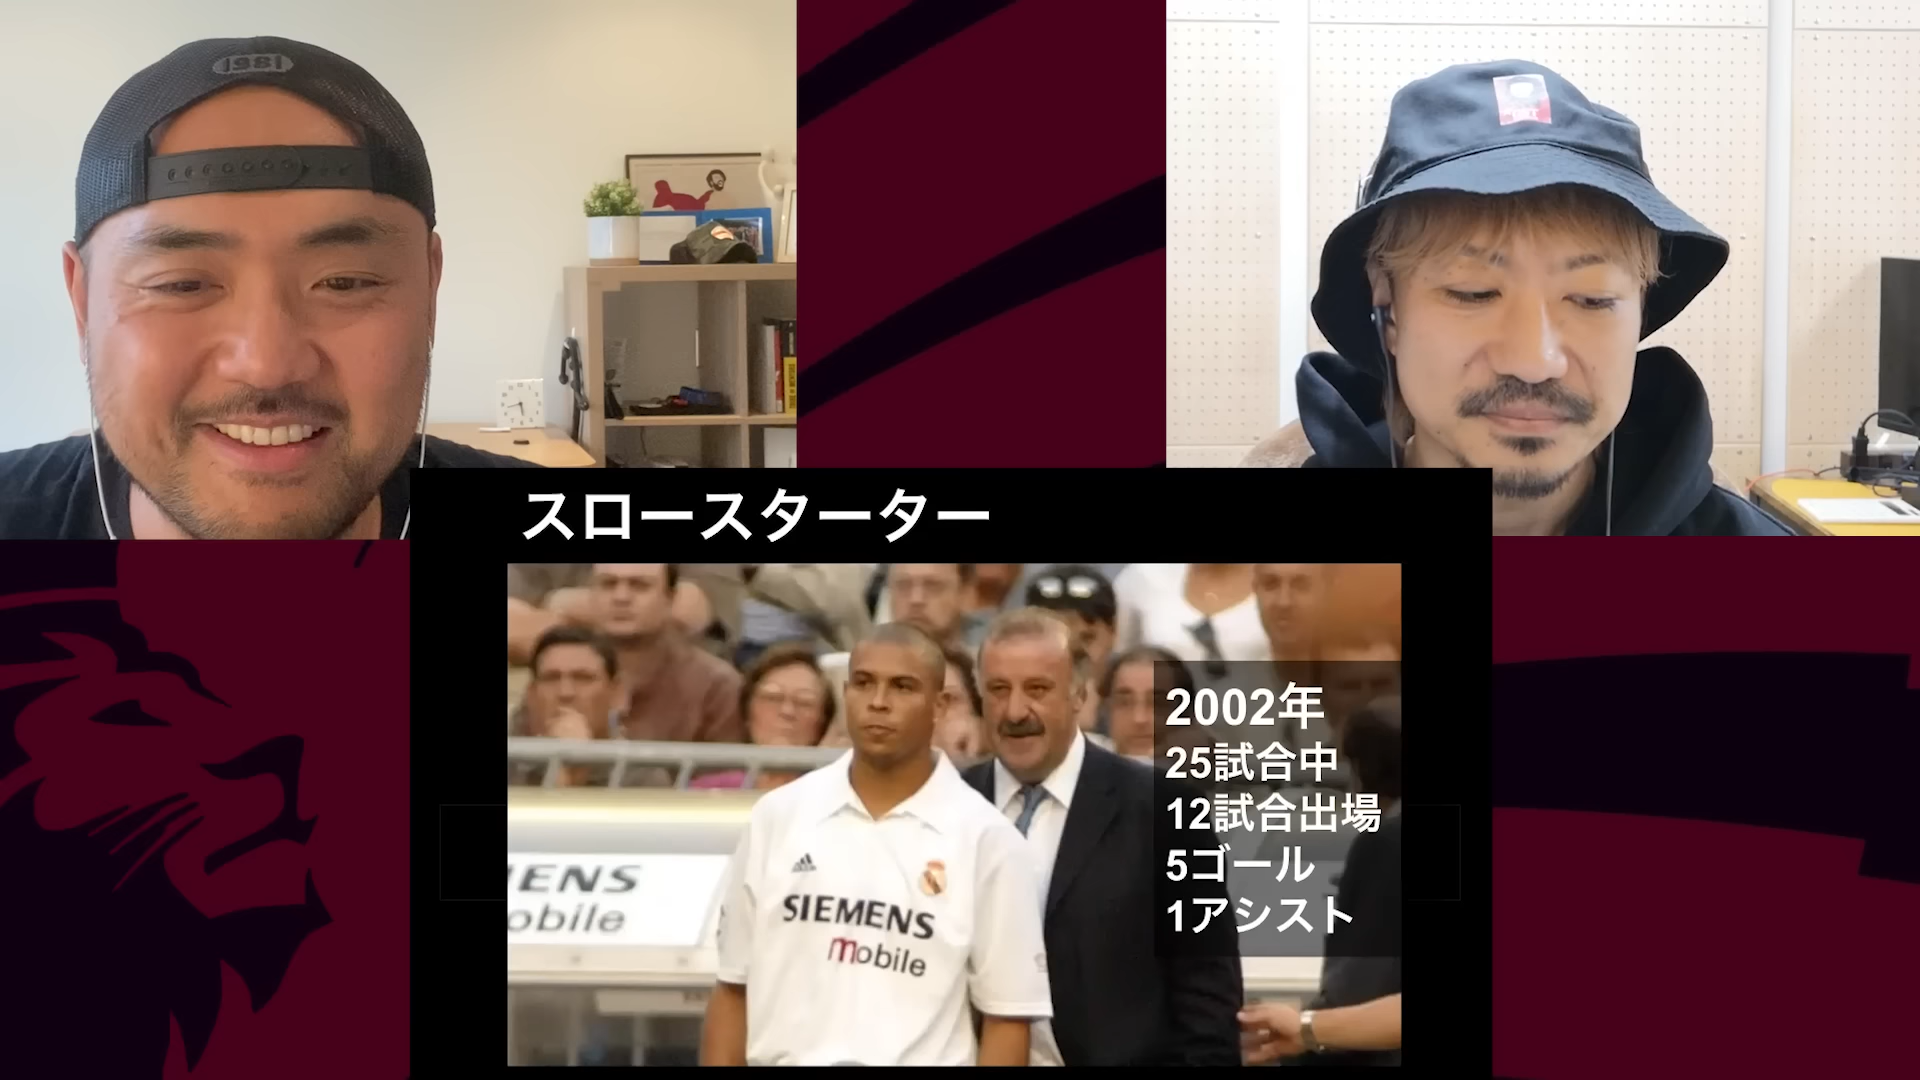 1981
スロースターター
2002年
25試合中
12試合出場
5ゴール
1アシスト
IENS
obile
SIEMENS
mobile